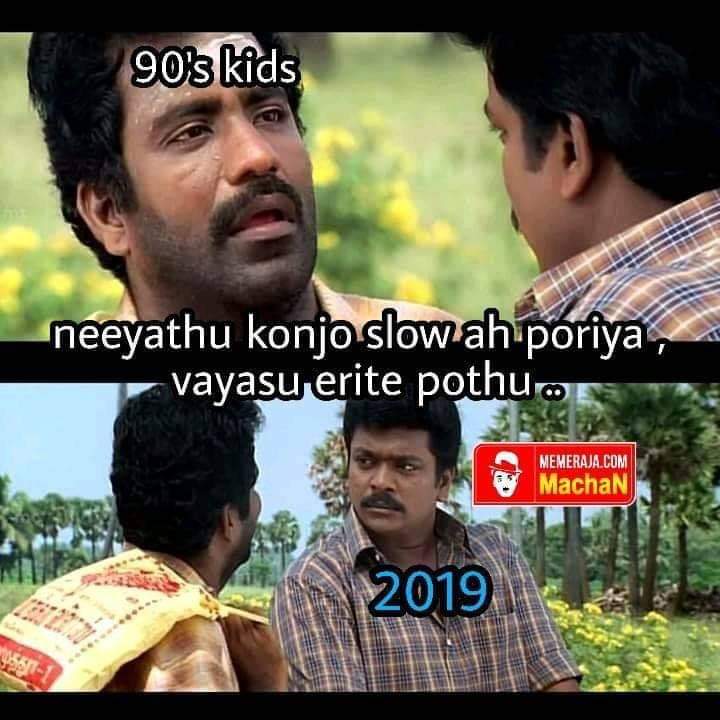 90's kids
neeyathu konjo slow ah poriya ,
vayasu erite pothu ..
MEMERAJA.COM
MachaN
2019